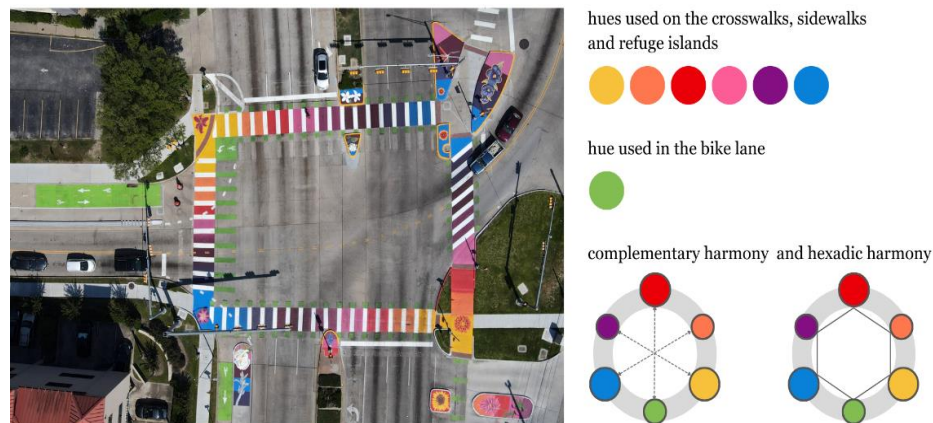 hues used on the crosswalks, sidewalks
and refuge islands
hue used in the bike lane
complementary harmony and hexadic harmony